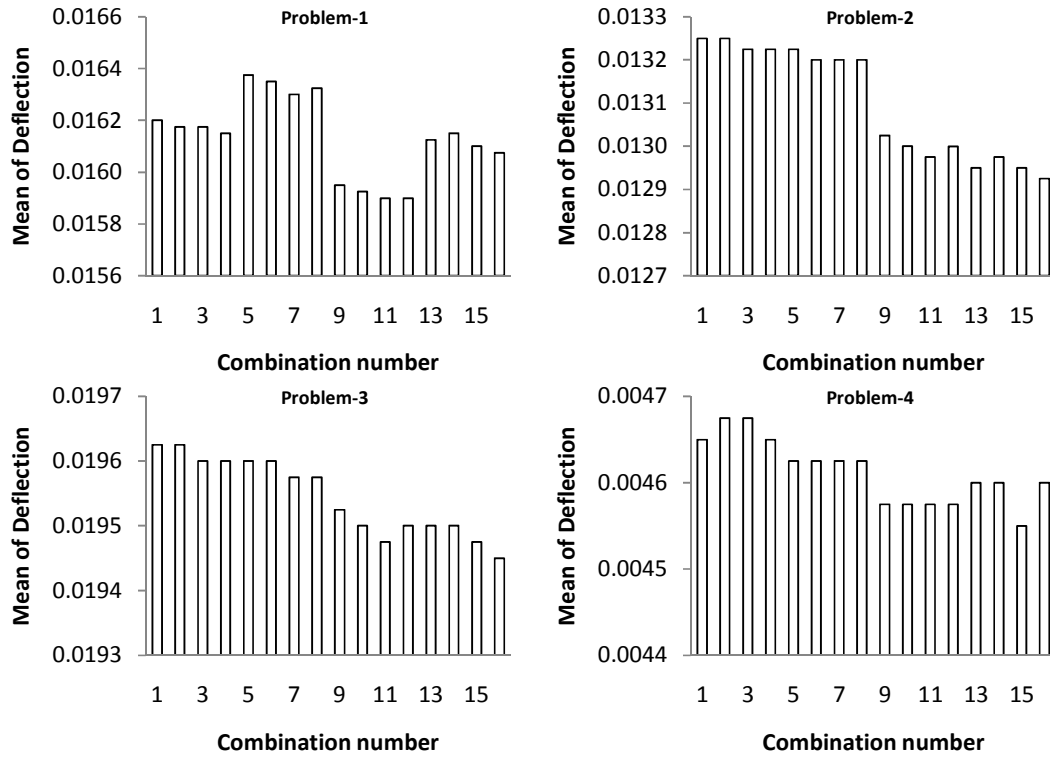 Problem-1
Mean of Deflection
0.0166
0.0164
0.0162
0.0160
0.0158
0.0156
1 3 5 7 9 11 13 15
Combination number
Problem-2
Mean of Deflection
0.0133
0.0132
0.0131
0.0130
0.0129
0.0128
0.0127
1 3 5 7 9 11 13 15
Combination number
Problem-3
Mean of Deflection
0.0197
0.0196
0.0195
0.0194
0.0193
1 3 5 7 9 11 13 15
Combination number
Problem-4
Mean of Deflection
0.0047
0.0046
0.0045
0.0044
1 3 5 7 9 11 13 15
Combination number